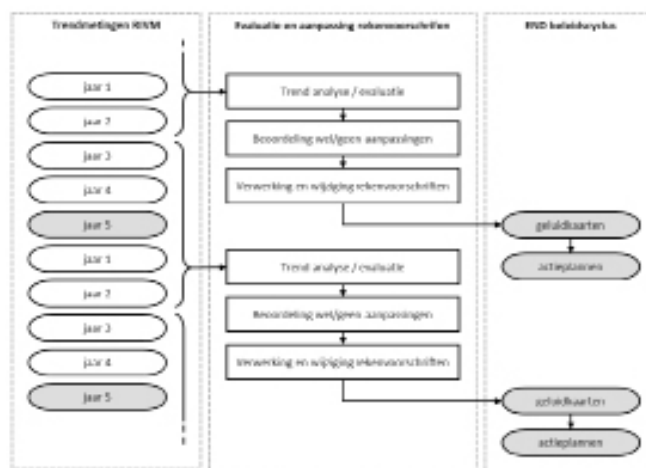 Trendmetingen RIVM
jaar 1
jaar 2
jaar 3
jaar 4
jaar 5
jaar 1
jaar 2
jaar 3
jaar 4
jaar 5
Evaluatie en aanpassing rekenvoorschrifen
Trend analyse / evaluatie
Beoordeling wel/geen aanpassingen
Verwerking en wijziging rekenvoorschriften
Trend analyse / evaluatie
Beoordeling wel/geen aanpassingen
Verwerking en wijziging rekenvoorschriften
END beleidscyclus
geluidkaarten
actieplannen
geluidkaarten
actieplannen